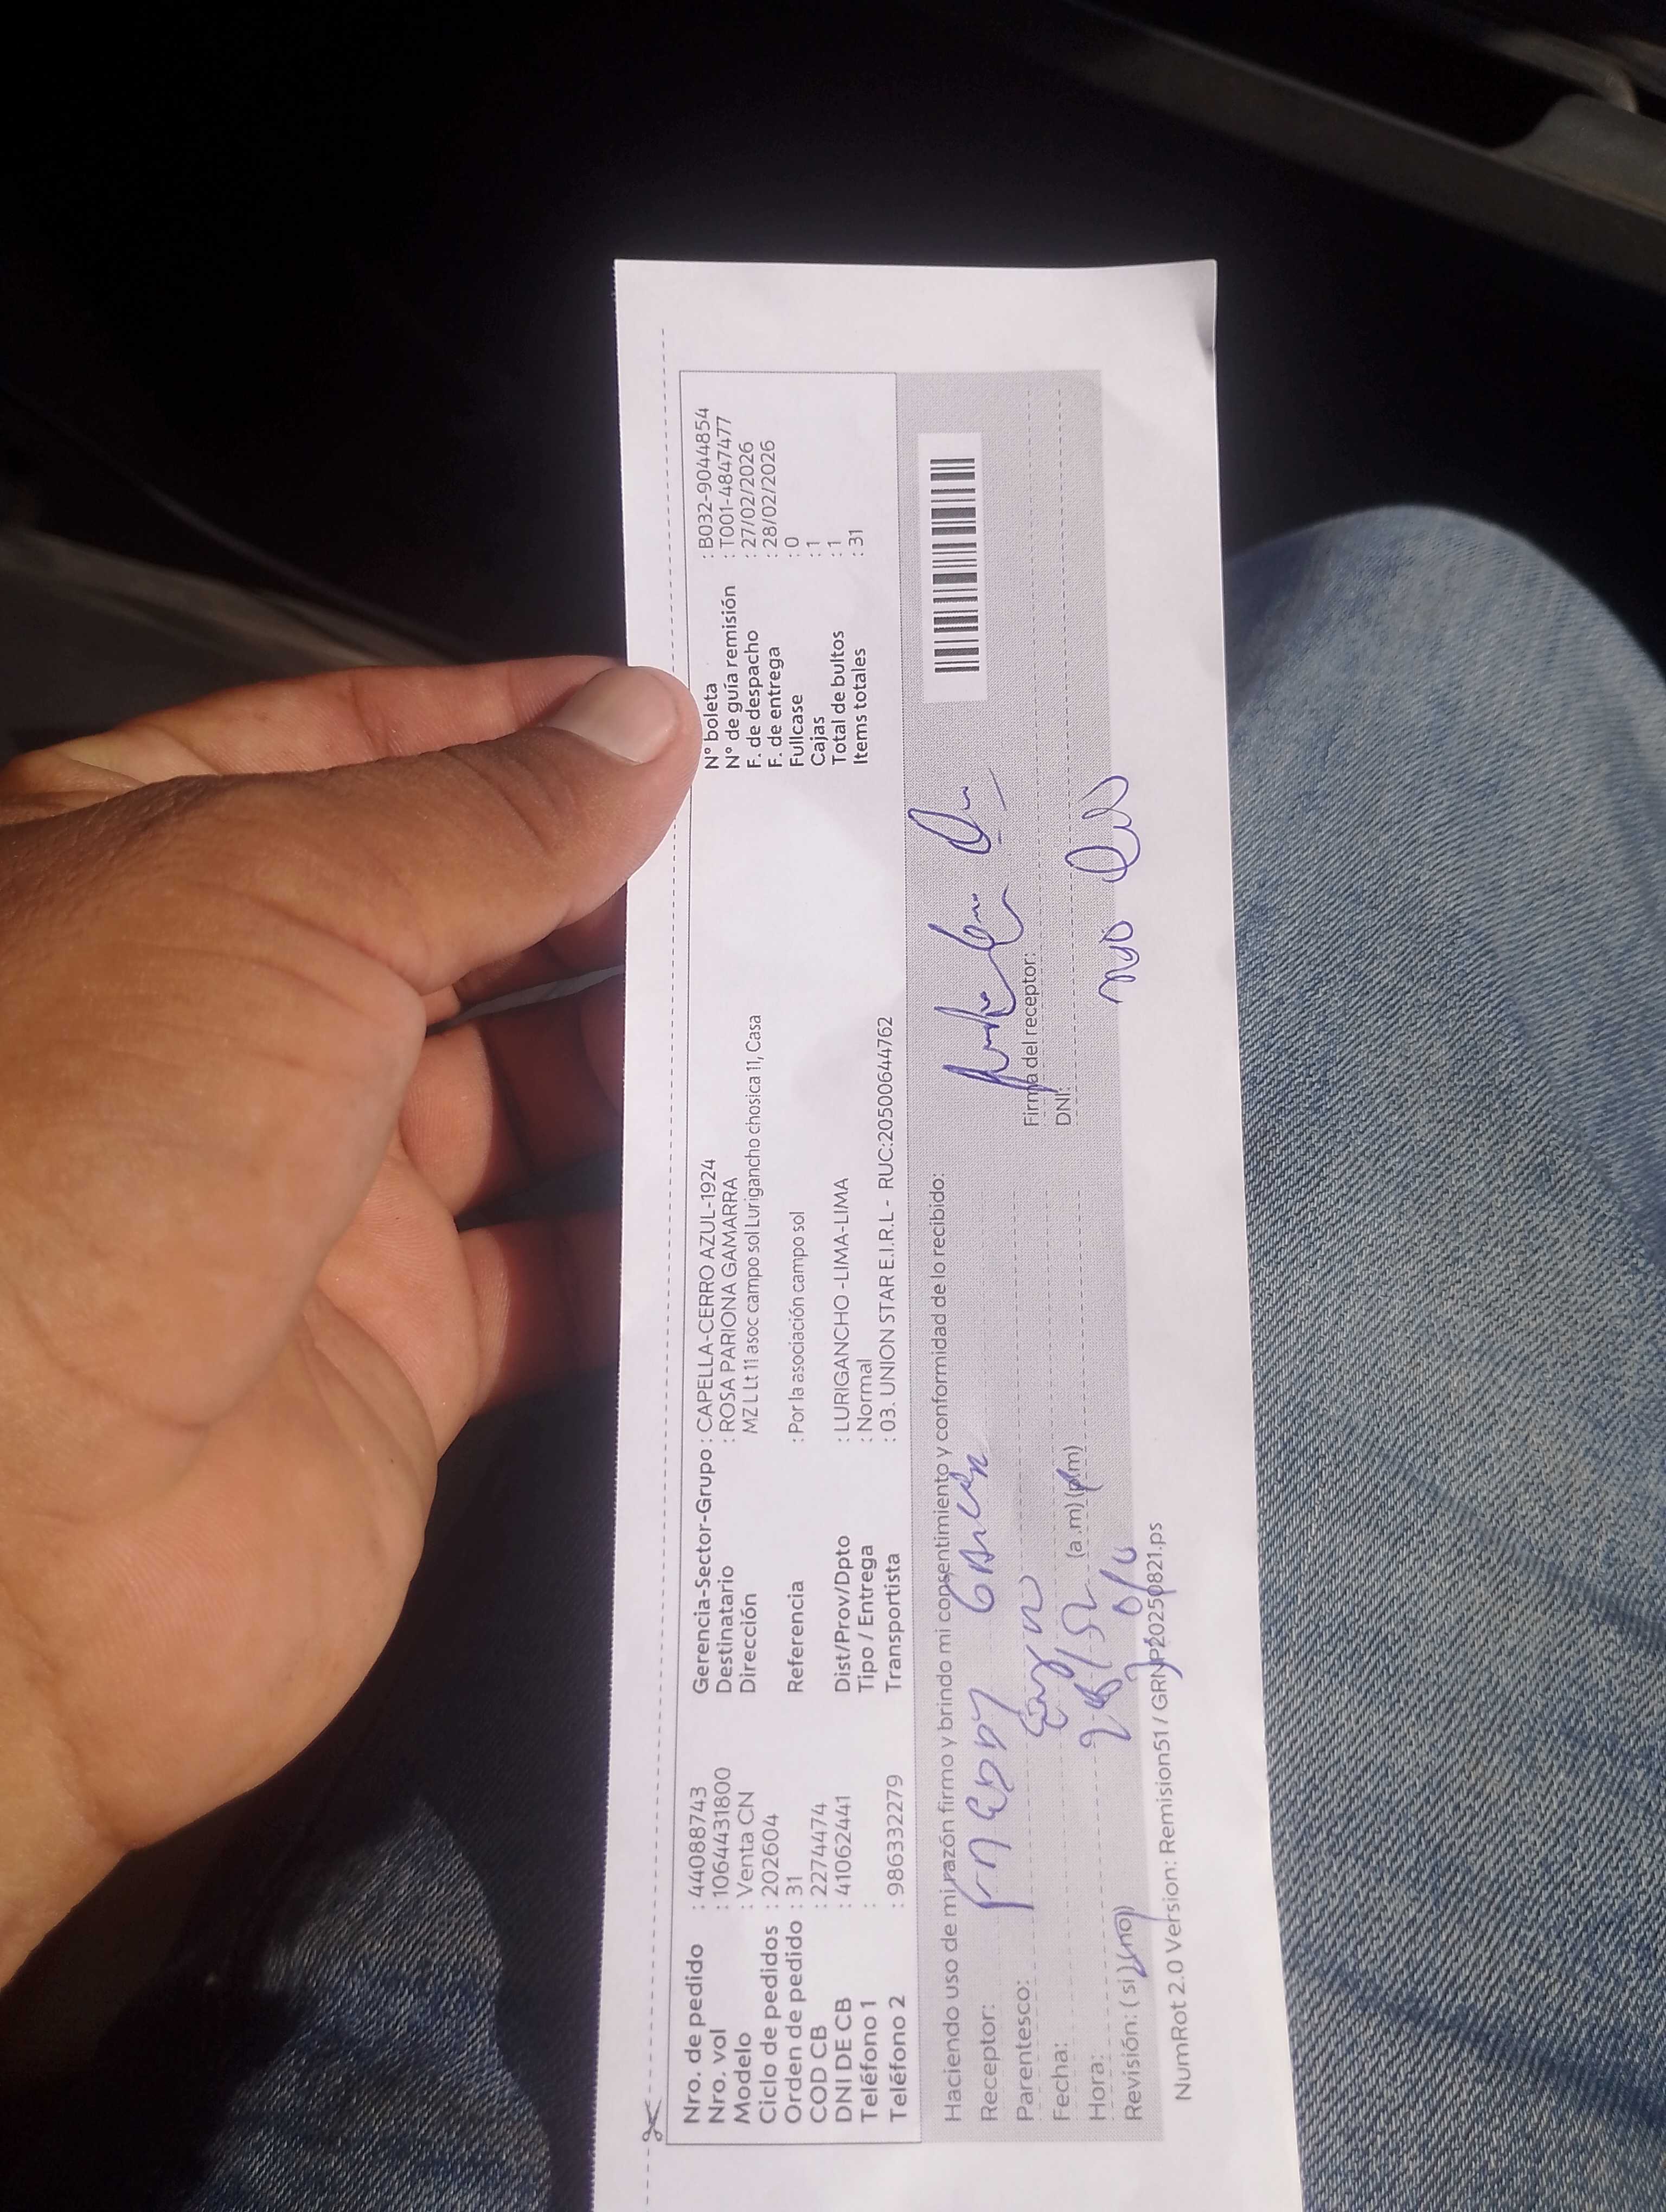 Nro. de pedido : 44088743
Nro. vol : 1064431800
Modelo : Venta CN
Ciclo de pedidos : 202604
Orden de pedido : 31
COD CB : 2274474
DNI DE CB : 41062441
Teléfono 1 :
Teléfono 2 : 986332279
Gerencia-Sector-Grupo : CAPELLA-CERRO AZUL-1924
Destinatario : ROSA PARIONA GAMARRA
Dirección MZ L Lt 11 asoc campo sol Lurigancho chosica 11, Casa
Referencia : Por la asociación campo sol
Dist/Prov/Dpto : LURIGANCHO -LIMA-LIMA
Tipo / Entrega : Normal
Transportista : 03. UNION STAR E.I.R.L - RUC:20500644762
N° boleta : B032-9044854
N° de guía remisión : T001-4847477
F. de despacho : 27/02/2026
F. de entrega : 28/02/2026
Fullcase : 0
Cajas : 1
Total de bultos : 1
Items totales : 31
Haciendo uso de mi razón firmo y brindo mi consentimiento y conformidad de lo recibido:
Receptor:
Parentesco:
Fecha:
Hora: (a.m) (p.m)
Revisión: ( si ) (no)
Firma del receptor:
DNI:
NumRot 2.0 Version: Remision51 / GRNP20250821.ps